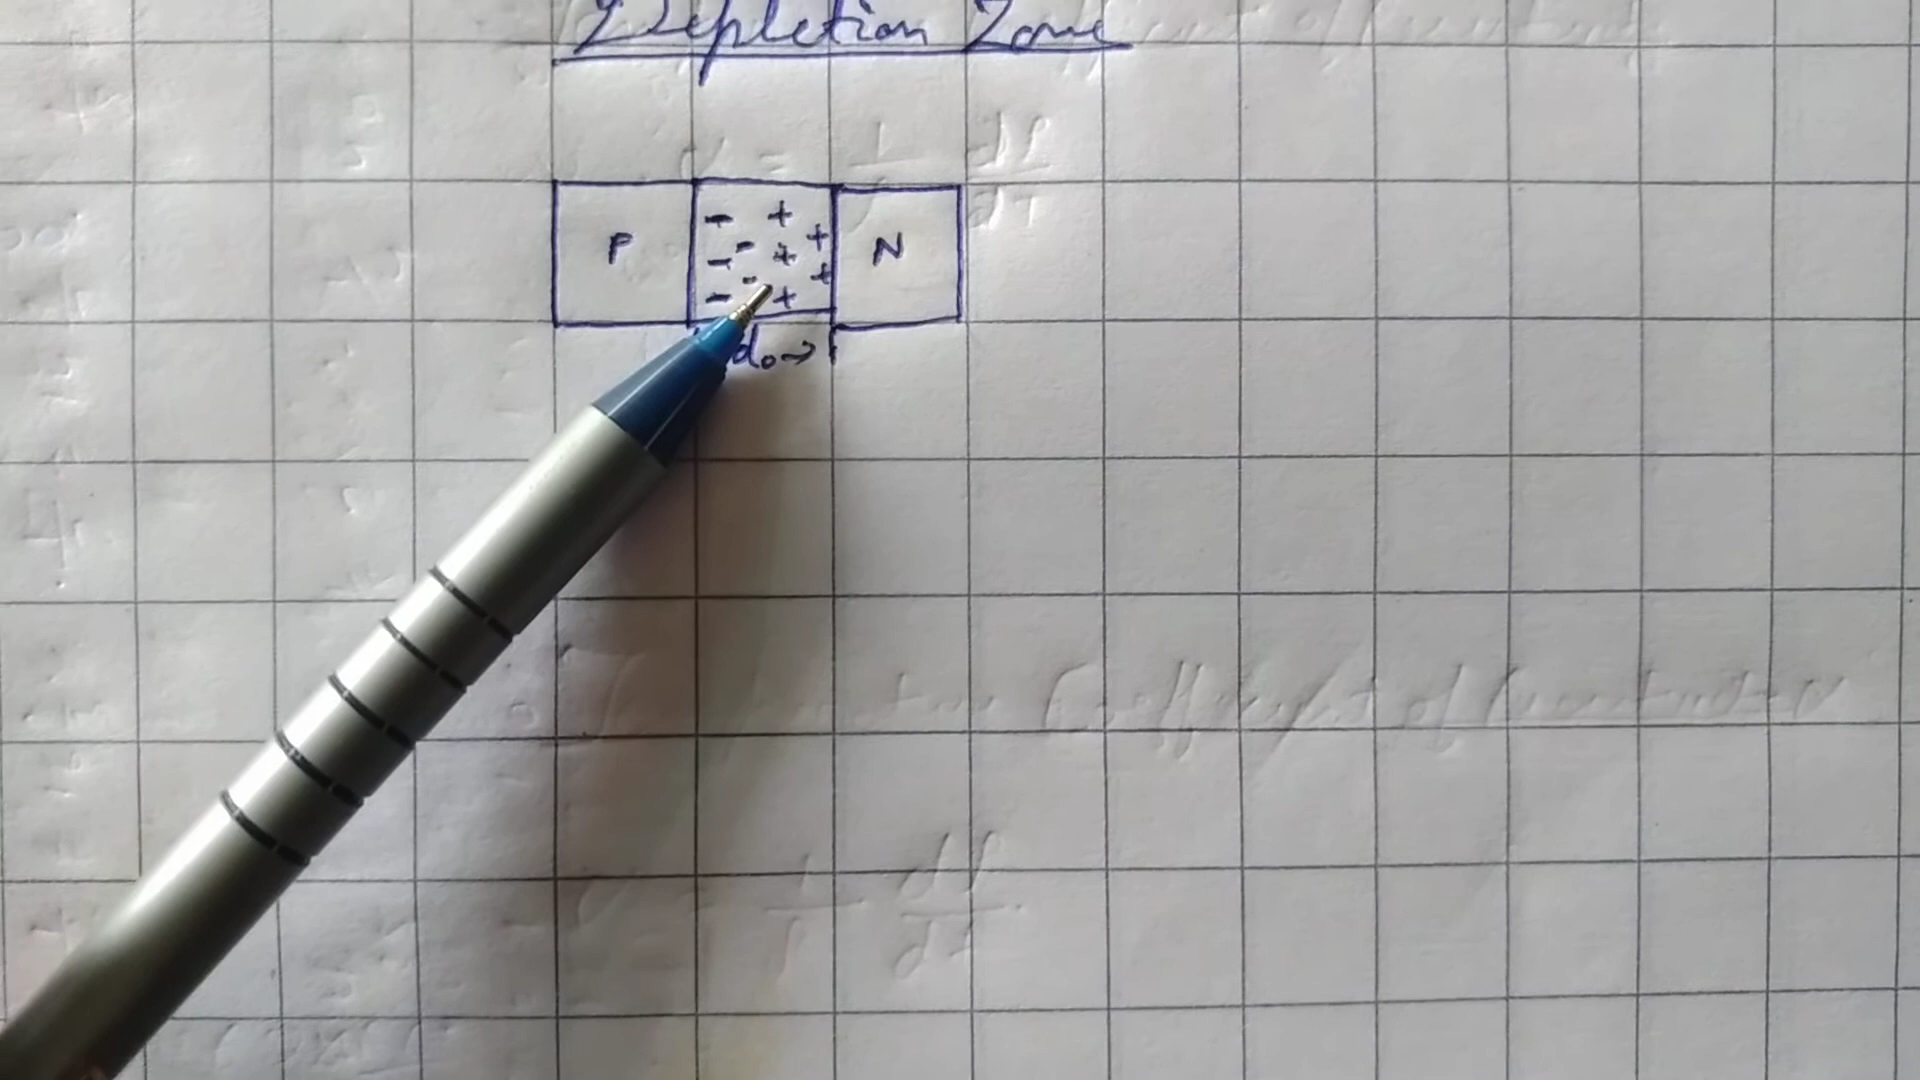 Depletion Zone
P - + + N
- - + +
- - +
d₀→